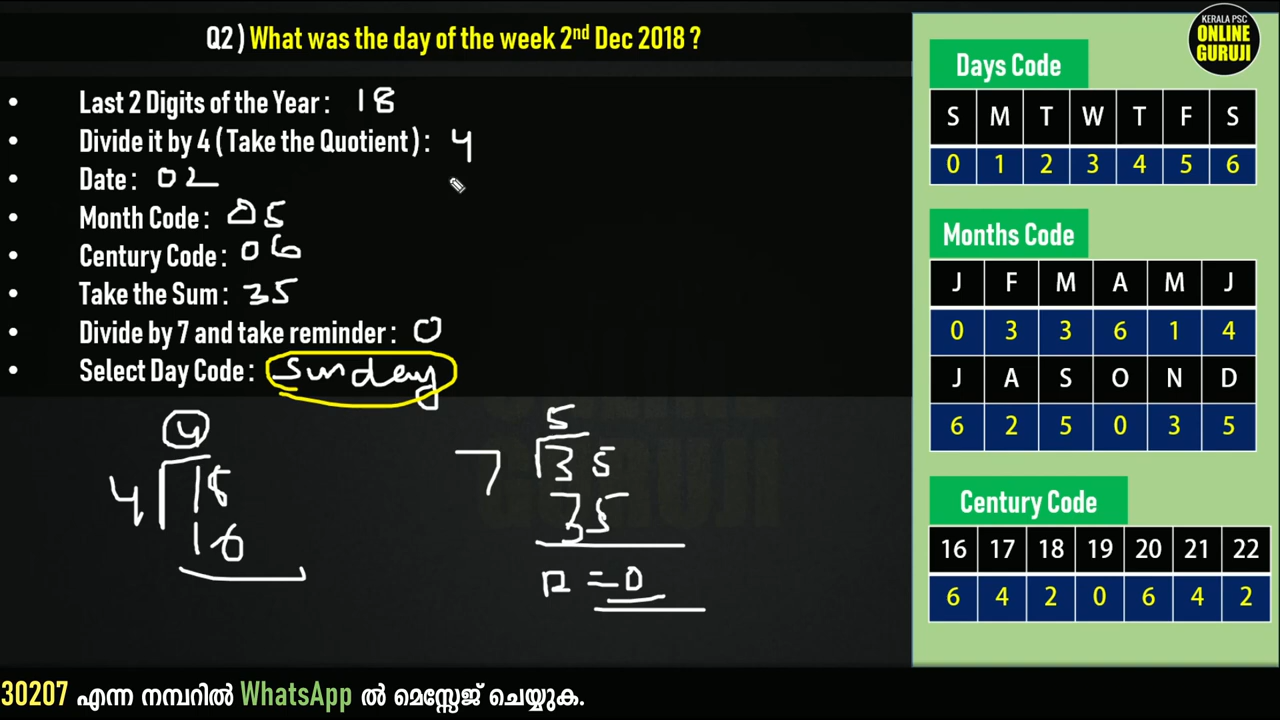 Q2 ) What was the day of the week 2nd Dec 2018 ?
• Last 2 Digits of the Year : 18
• Divide it by 4 ( Take the Quotient ) : 4
• Date : 02
• Month Code : 05
• Century Code : 06
• Take the Sum : 35
• Divide by 7 and take reminder : 0
• Select Day Code : Sunday
4
4 18
16
5
7 35
35
R = 0
KERALA PSC
ONLINE
GURUJI
Days Code
S M T W T F S
0 1 2 3 4 5 6
Months Code
J F M A M J
0 3 3 6 1 4
J A S O N D
6 2 5 0 3 5
Century Code
16 17 18 19 20 21 22
6 4 2 0 6 4 2
30207 എന്ന നമ്പറിൽ WhatsApp ൽ മെസ്സേജ് ചെയ്യുക.